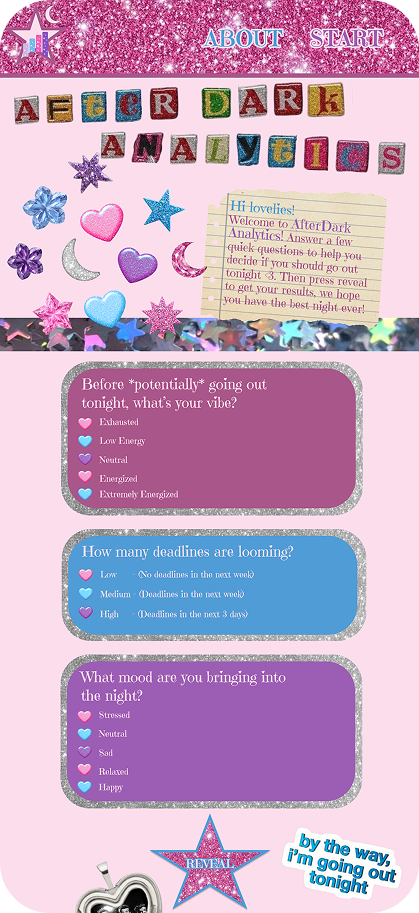 ABOUT START
AfTeR DARk
ANAlytics
Hi lovelies!
Welcome to AfterDark
Analytics! Answer a few
quick questions to help you
decide if you should go out
tonight <3. Then press reveal
to get your results, we hope
you have the best night ever!
Before *potentially* going out
tonight, what's your vibe?
Exhausted
Low Energy
Neutral
Energized
Extremely Energized
How many deadlines are looming?
Low - (No deadlines in the next week)
Medium - (Deadlines in the next week)
High - (Deadlines in the next 3 days)
What mood are you bringing into
the night?
Stressed
Neutral
Sad
Relaxed
Happy
REVEAL
by the way,
i'm going out
tonight